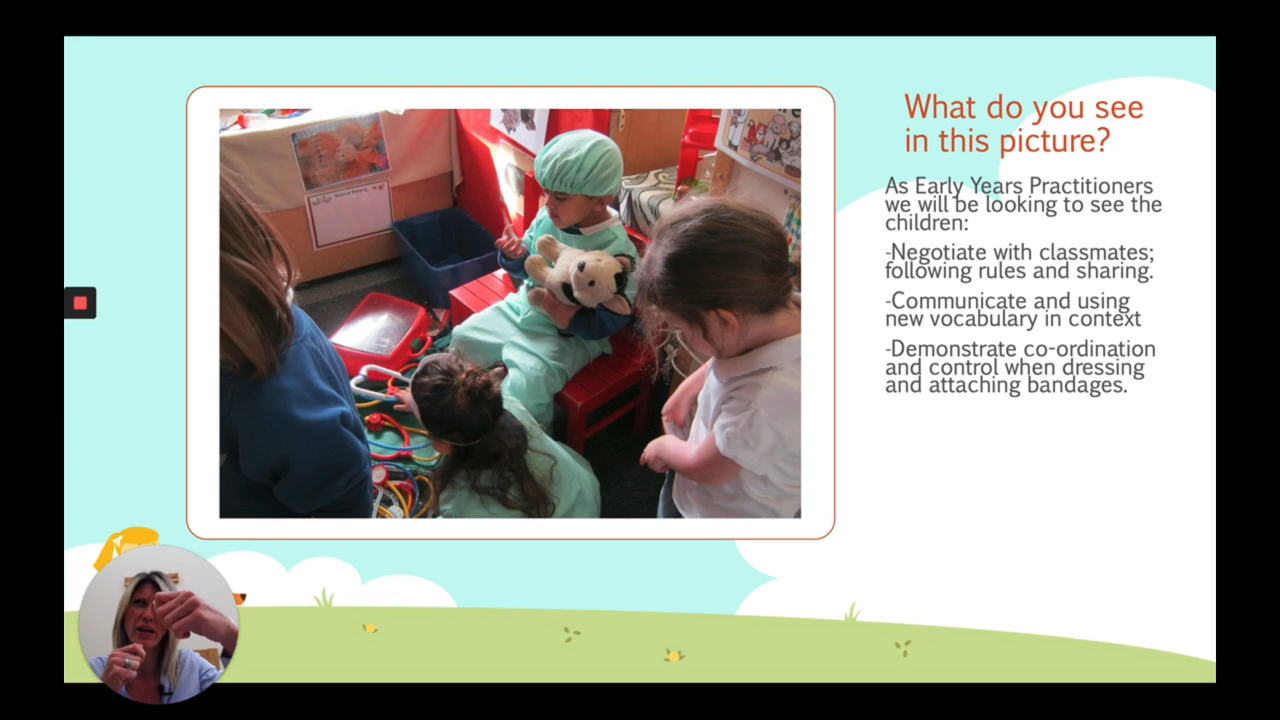 What do you see
in this picture?
As Early Years Practitioners
we will be looking to see the
children:
-Negotiate with classmates;
following rules and sharing.
-Communicate and using
new vocabulary in context
-Demonstrate co-ordination
and control when dressing
and attaching bandages.